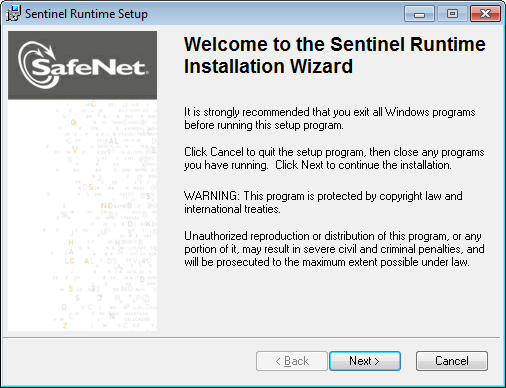 Sentinel Runtime Setup
SafeNet.
Welcome to the Sentinel Runtime
Installation Wizard
It is strongly recommended that you exit all Windows programs
before running this setup program.
Click Cancel to quit the setup program, then close any programs
you have running. Click Next to continue the installation.
WARNING: This program is protected by copyright law and
international treaties.
Unauthorized reproduction or distribution of this program, or any
portion of it, may result in severe civil and criminal penalties, and
will be prosecuted to the maximum extent possible under law.
< Back
Next >
Cancel